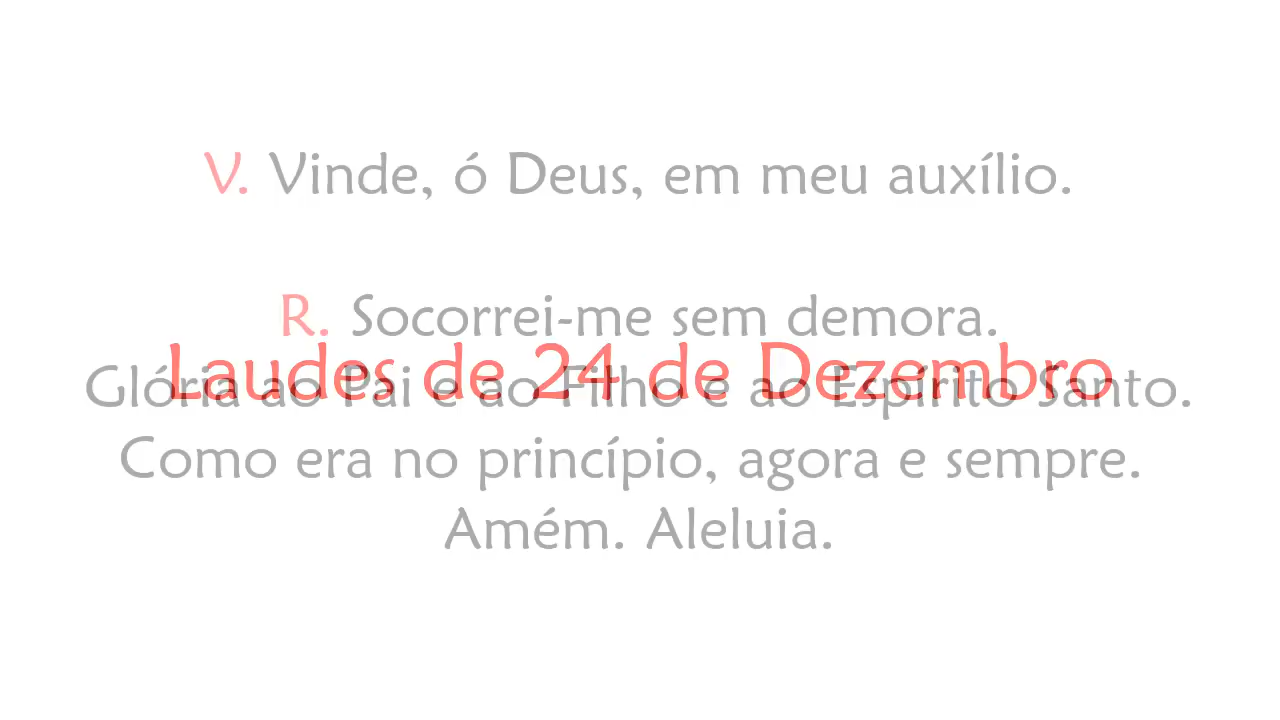 V. Vinde, ó Deus, em meu auxílio.
R. Socorrei-me sem demora.
Laudes de 24 de Dezembro
Glória ao Pai e ao Filho e ao Espírito Santo.
Como era no princípio, agora e sempre.
Amém. Aleluia.